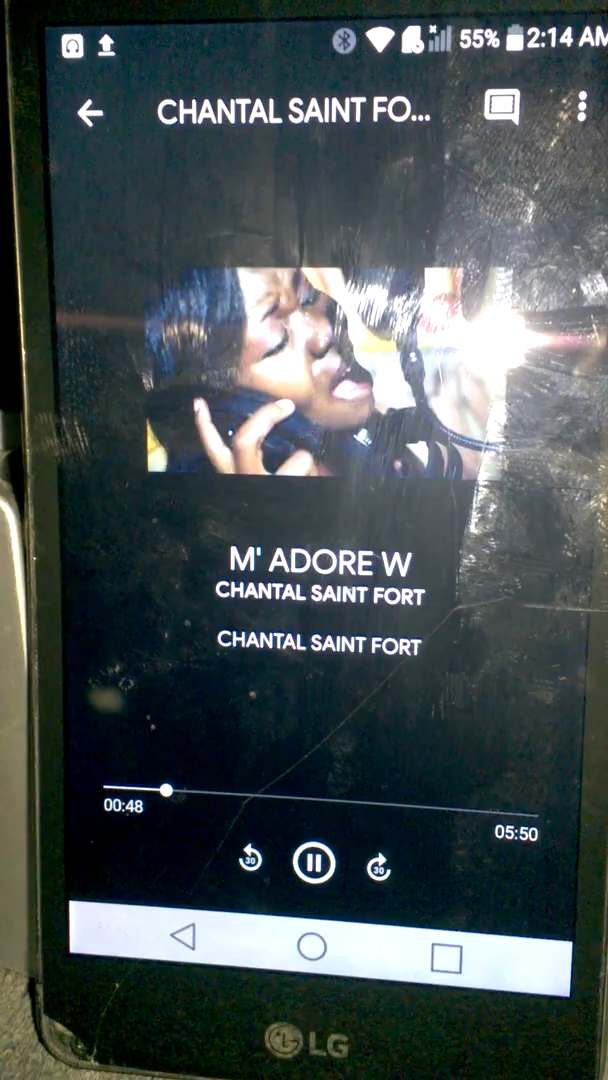 55% 2:14 AM
CHANTAL SAINT FO...
M' ADORE W
CHANTAL SAINT FORT
CHANTAL SAINT FORT
00:48
05:50
30 30
LG